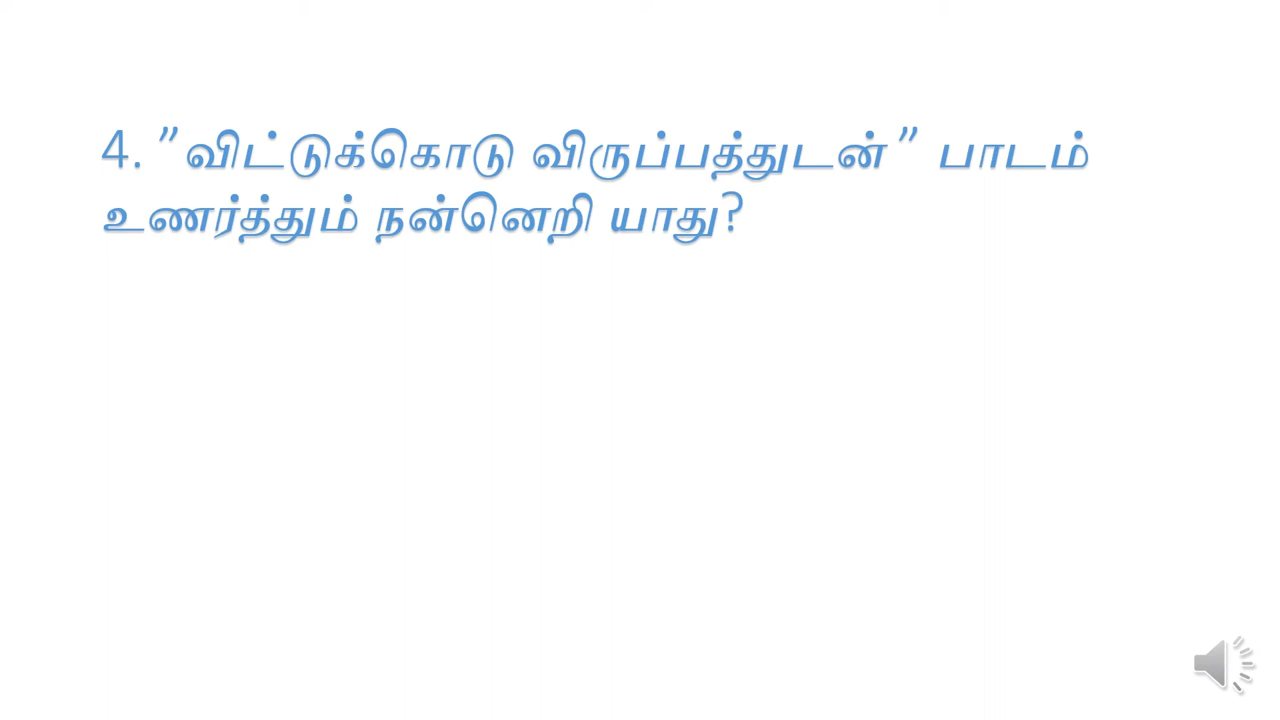 4. ”விட்டுக்கொடு விருப்பத்துடன்” பாடம்
உணர்த்தும் நன்னெறி யாது?